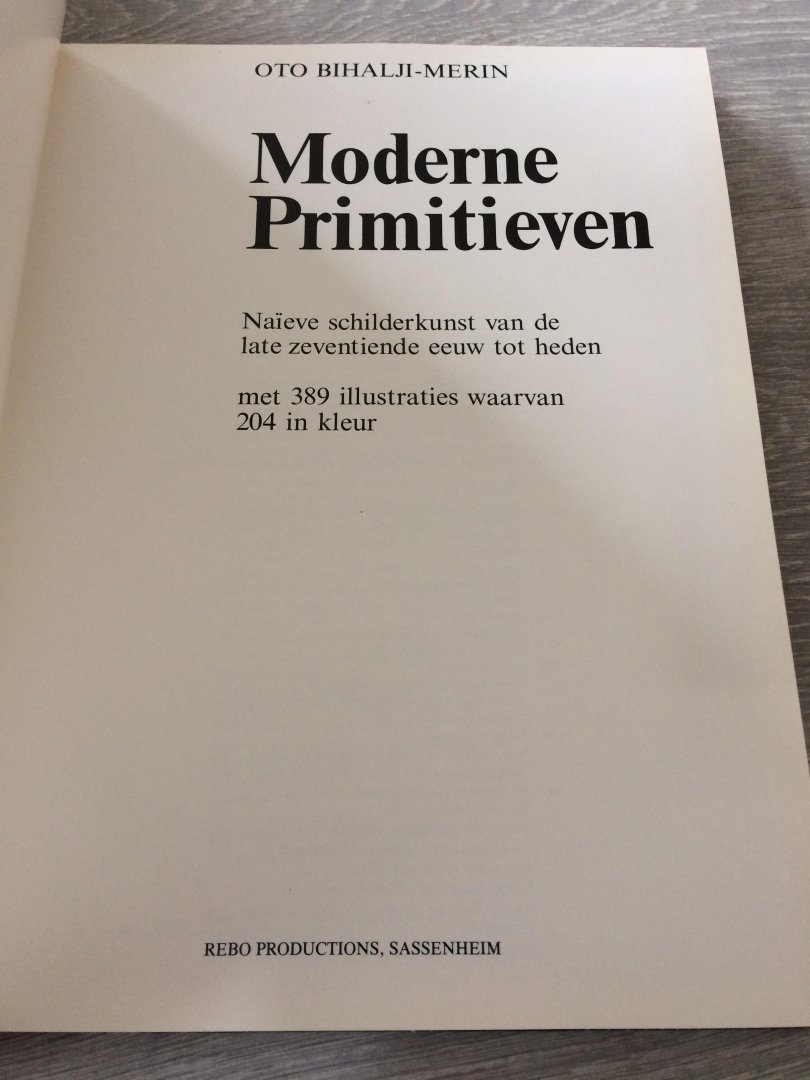 OTO BIHALJI-MERIN
Moderne
Primitieven
Naïeve schilderkunst van de
late zeventiende eeuw tot heden
met 389 illustraties waarvan
204 in kleur
REBO PRODUCTIONS, SASSENHEIM